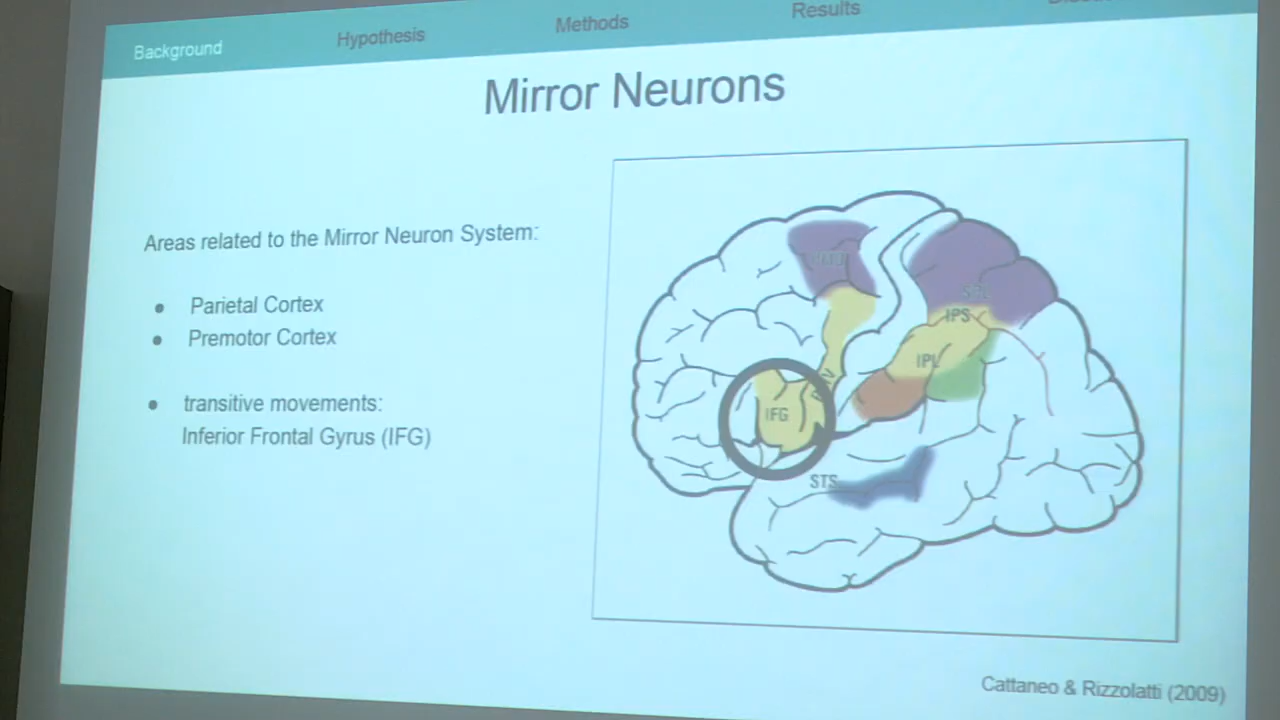 Background
Hypothesis
Methods
Results
Mirror Neurons
Areas related to the Mirror Neuron System:
Parietal Cortex
Premotor Cortex
transitive movements:
Inferior Frontal Gyrus (IFG)
PMD
SPL
IPS
IPL
IFG
STS
Cattaneo & Rizzolatti (2009)